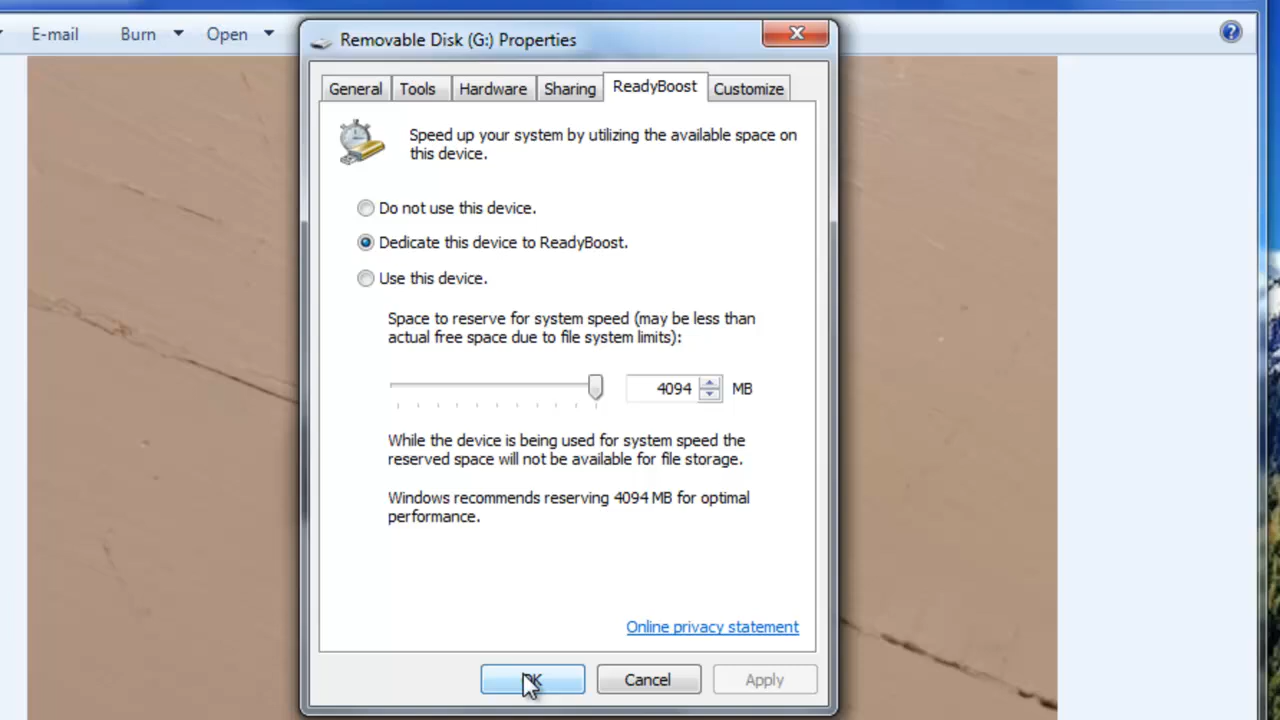 E-mail Burn Open
Removable Disk (G:) Properties
General Tools Hardware Sharing ReadyBoost Customize
Speed up your system by utilizing the available space on
this device.
Do not use this device.
Dedicate this device to ReadyBoost.
Use this device.
Space to reserve for system speed (may be less than
actual free space due to file system limits):
4094 MB
While the device is being used for system speed the
reserved space will not be available for file storage.
Windows recommends reserving 4094 MB for optimal
performance.
Online privacy statement
OK Cancel Apply